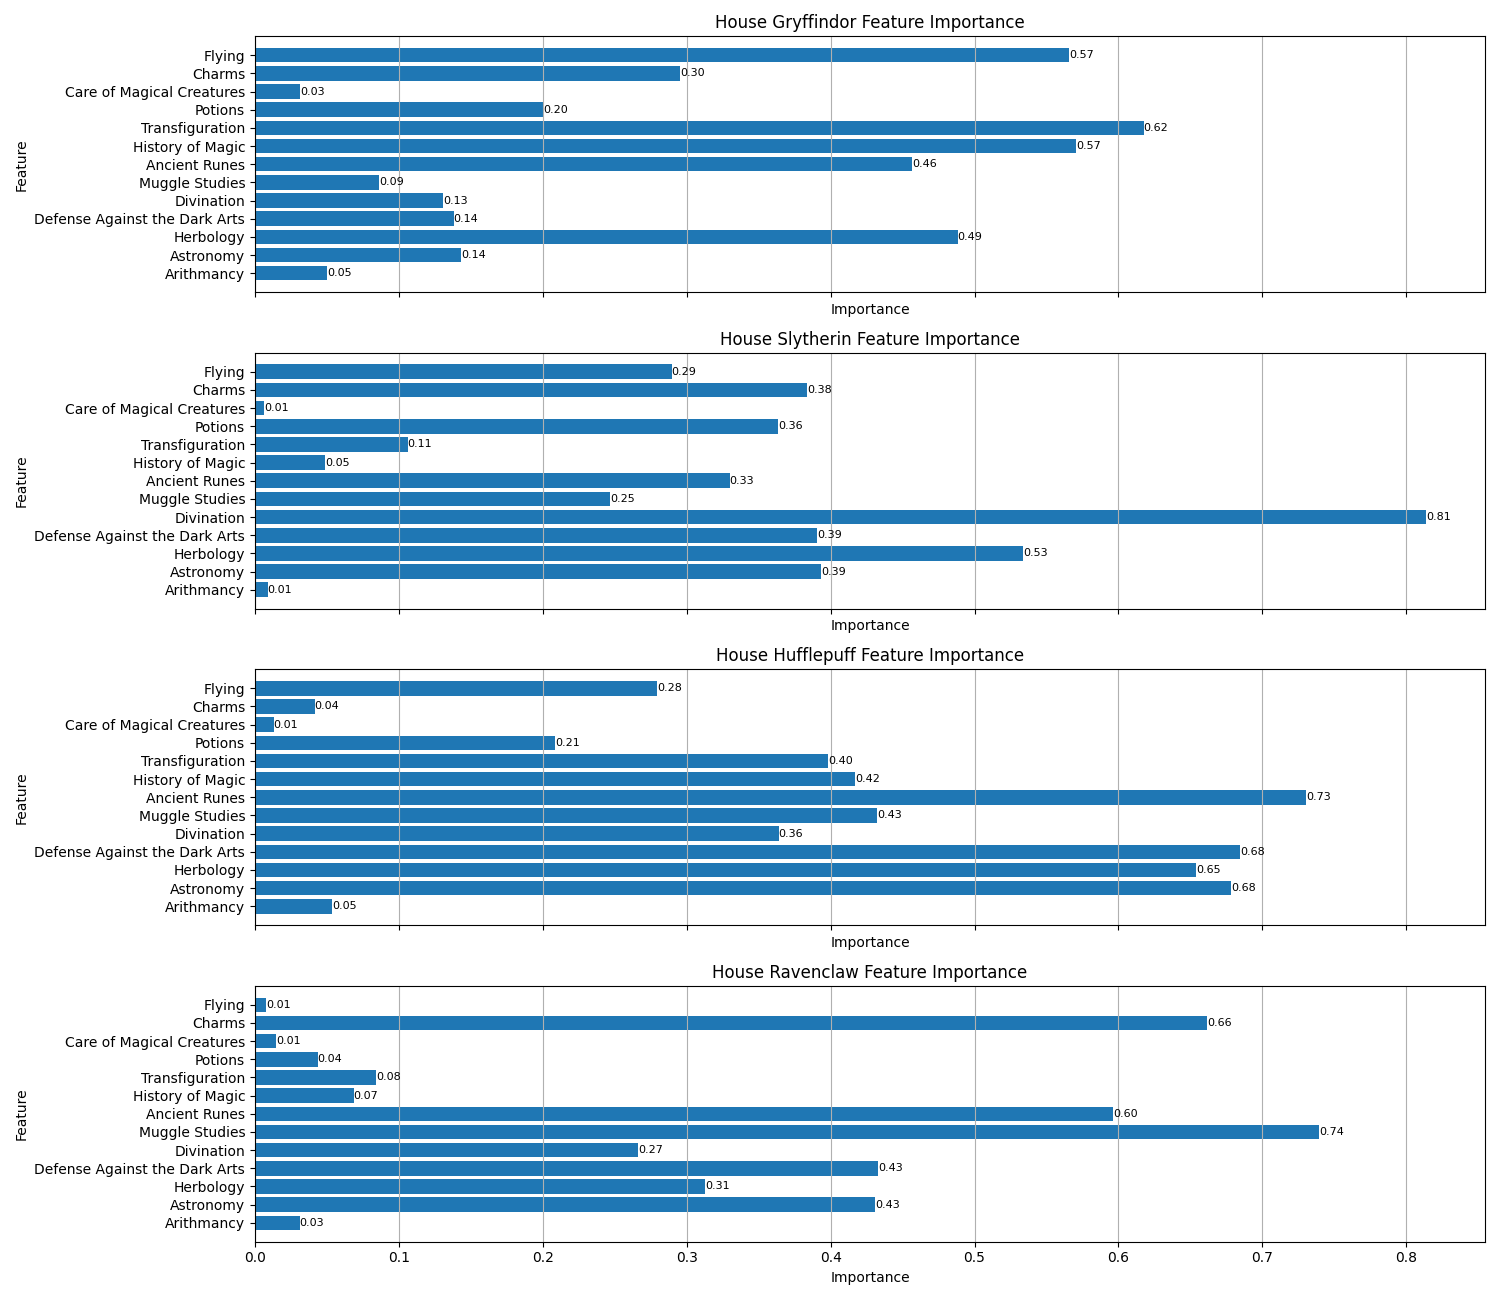 House Gryffindor Feature Importance
Feature
Flying 0.57
Charms 0.30
Care of Magical Creatures 0.03
Potions 0.20
Transfiguration 0.62
History of Magic 0.57
Ancient Runes 0.46
Muggle Studies 0.09
Divination 0.13
Defense Against the Dark Arts 0.14
Herbology 0.49
Astronomy 0.14
Arithmancy 0.05
Importance
House Slytherin Feature Importance
Feature
Flying 0.29
Charms 0.38
Care of Magical Creatures 0.01
Potions 0.36
Transfiguration 0.11
History of Magic 0.05
Ancient Runes 0.33
Muggle Studies 0.25
Divination 0.81
Defense Against the Dark Arts 0.39
Herbology 0.53
Astronomy 0.39
Arithmancy 0.01
Importance
House Hufflepuff Feature Importance
Feature
Flying 0.28
Charms 0.04
Care of Magical Creatures 0.01
Potions 0.21
Transfiguration 0.40
History of Magic 0.42
Ancient Runes 0.73
Muggle Studies 0.43
Divination 0.36
Defense Against the Dark Arts 0.68
Herbology 0.65
Astronomy 0.68
Arithmancy 0.05
Importance
House Ravenclaw Feature Importance
Feature
Flying 0.01
Charms 0.66
Care of Magical Creatures 0.01
Potions 0.04
Transfiguration 0.08
History of Magic 0.07
Ancient Runes 0.60
Muggle Studies 0.74
Divination 0.27
Defense Against the Dark Arts 0.43
Herbology 0.31
Astronomy 0.43
Arithmancy 0.03
0.0 0.1 0.2 0.3 0.4 0.5 0.6 0.7 0.8
Importance